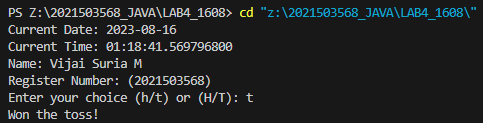 PS Z:\2021503568_JAVA\LAB4_1608> cd "z:\2021503568_JAVA\LAB4_1608\"
Current Date: 2023-08-16
Current Time: 01:18:41.569796800
Name: Vijai Suria M
Register Number: (2021503568)
Enter your choice (h/t) or (H/T): t
Won the toss!